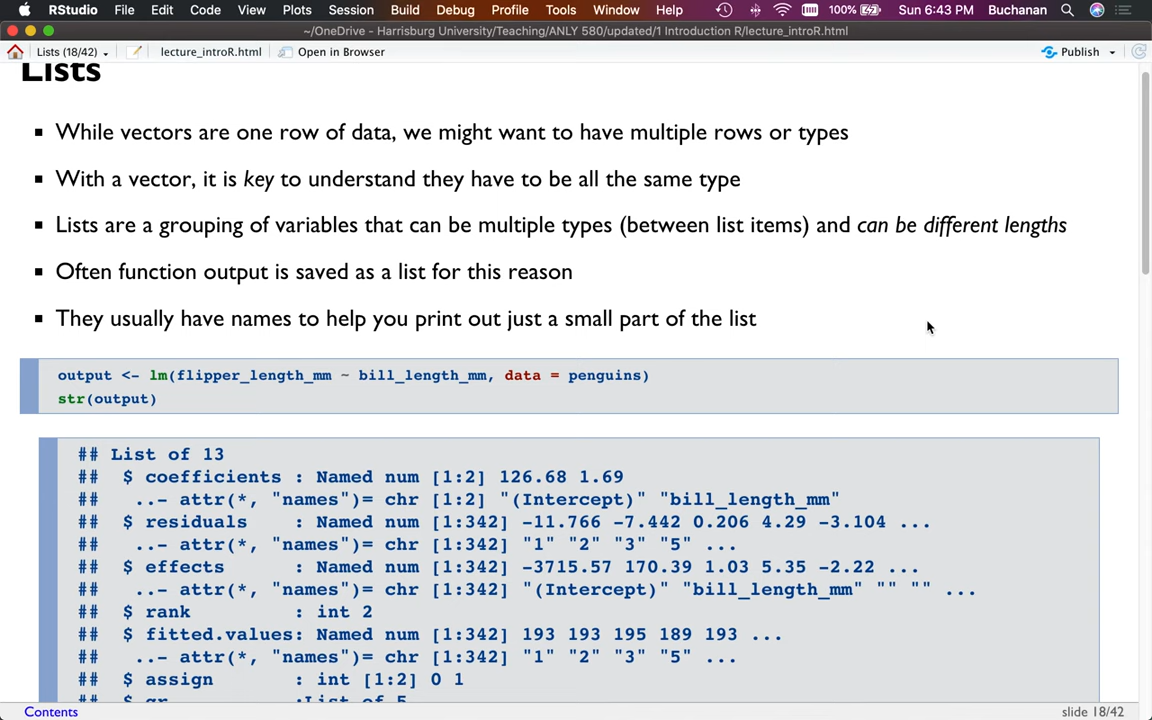 RStudio File Edit Code View Plots Session Build Debug Profile Tools Window Help 100% Sun 6:43 PM Buchanan
~/OneDrive - Harrisburg University/Teaching/ANLY 580/updated/1 Introduction R/lecture_introR.html
Lists (18/42) lecture_introR.html Open in Browser Publish
Lists
While vectors are one row of data, we might want to have multiple rows or types
With a vector, it is key to understand they have to be all the same type
Lists are a grouping of variables that can be multiple types (between list items) and can be different lengths
Often function output is saved as a list for this reason
They usually have names to help you print out just a small part of the list
output <- lm(flipper_length_mm ~ bill_length_mm, data = penguins)
str(output)
## List of 13
##  $ coefficients : Named num [1:2] 126.68 1.69
##   ..- attr(*, "names")= chr [1:2] "(Intercept)" "bill_length_mm"
##  $ residuals    : Named num [1:342] -11.766 -7.442 0.206 4.29 -3.104 ...
##   ..- attr(*, "names")= chr [1:342] "1" "2" "3" "5" ...
##  $ effects      : Named num [1:342] -3715.57 170.39 1.03 5.35 -2.22 ...
##   ..- attr(*, "names")= chr [1:342] "(Intercept)" "bill_length_mm" "" "" ...
##  $ rank         : int 2
##  $ fitted.values: Named num [1:342] 193 193 195 189 193 ...
##   ..- attr(*, "names")= chr [1:342] "1" "2" "3" "5" ...
##  $ assign       : int [1:2] 0 1
##  $ qr           :List of 5
Contents slide 18/42